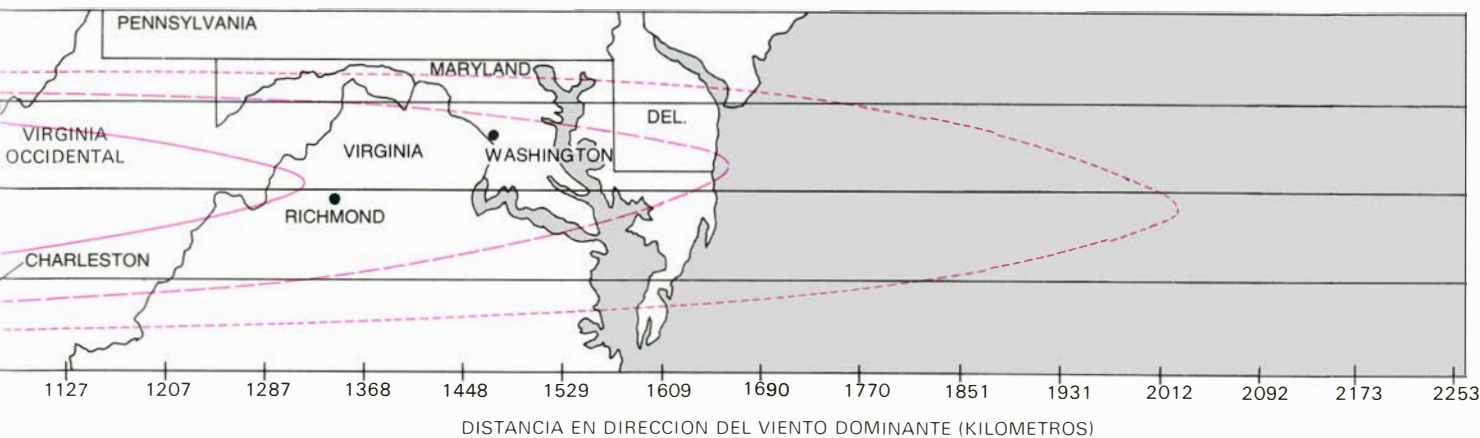 PENNSYLVANIA
MARYLAND
DEL.
VIRGINIA
OCCIDENTAL
VIRGINIA
WASHINGTON
RICHMOND
CHARLESTON
1127 1207 1287 1368 1448 1529 1609 1690 1770 1851 1931 2012 2092 2173 2253
DISTANCIA EN DIRECCION DEL VIENTO DOMINANTE (KILOMETROS)